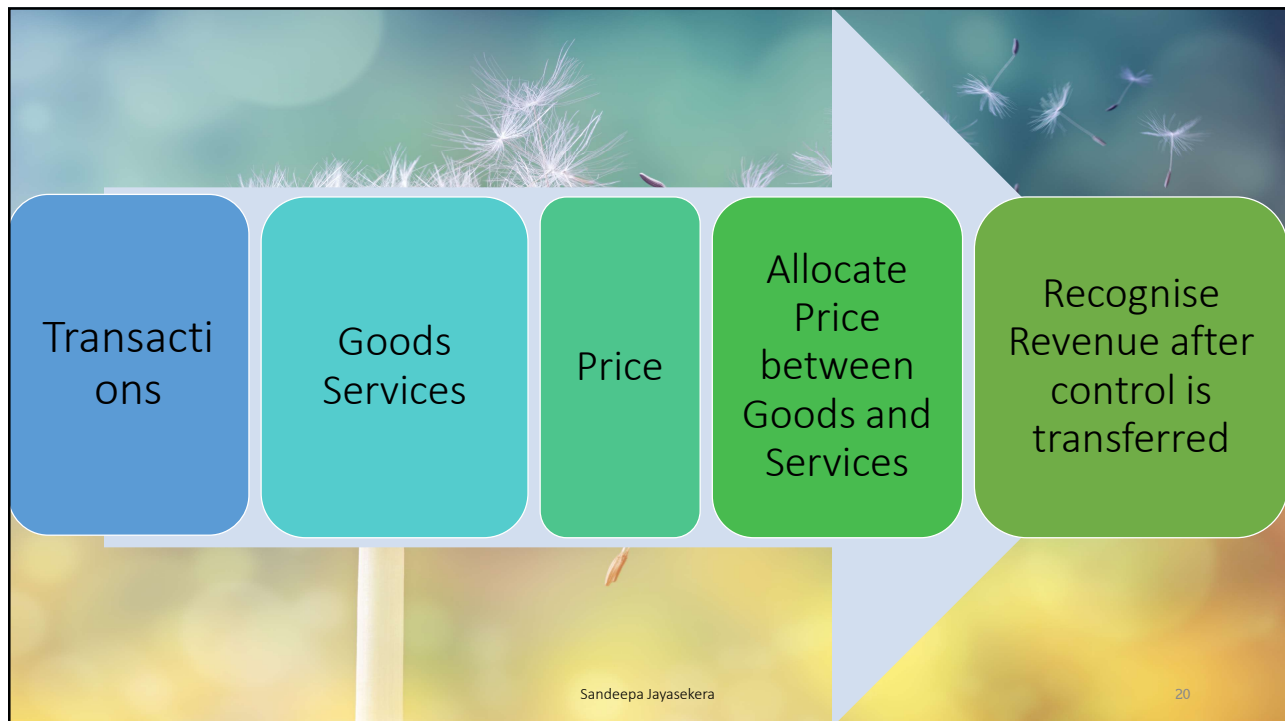 Transacti
ons
Goods
Services
Price
Allocate
Price
between
Goods and
Services
Recognise
Revenue after
control is
transferred
Sandeepa Jayasekera
20